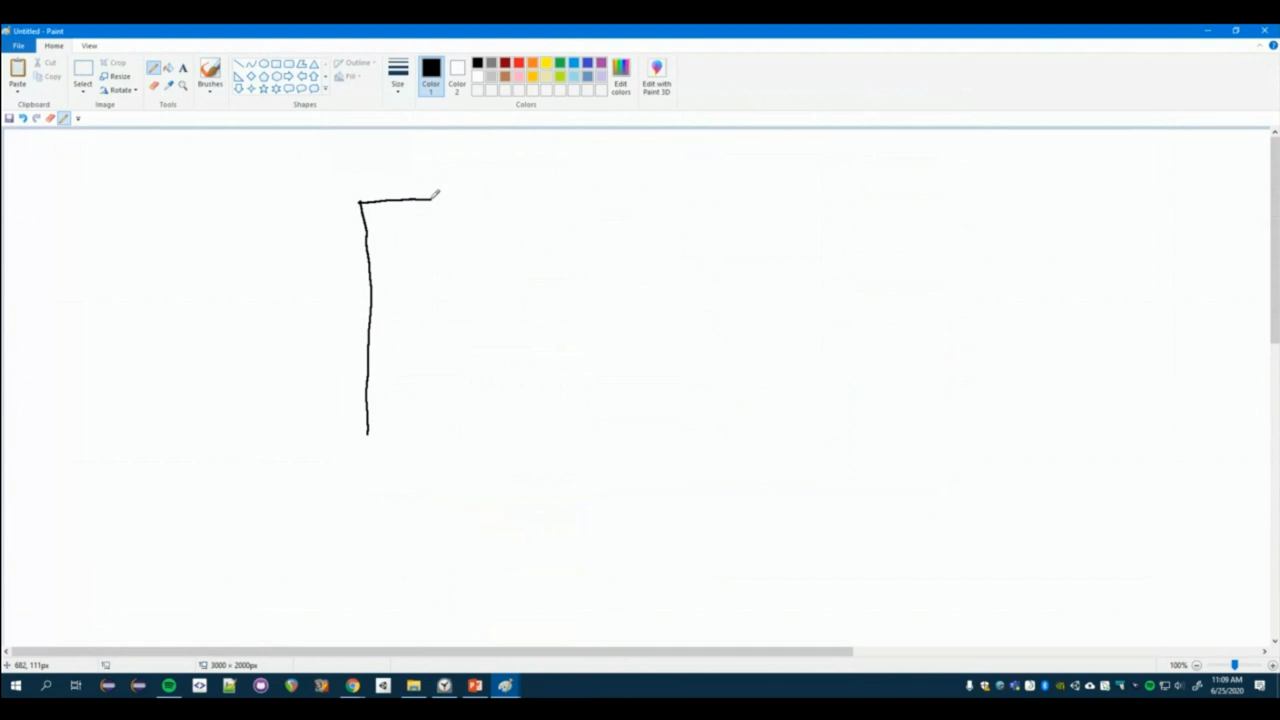 Untitled - Paint
File Home View
Paste
Cut
Copy
Clipboard
Select
Crop
Resize
Rotate
Image
A
Tools
Brushes
Outline
Fill
Shapes
Size
Color 1
Color 2
Edit colors
Edit with Paint 3D
Colors
682, 111px
3000 × 2000px
100%
11:09 AM
6/25/2020